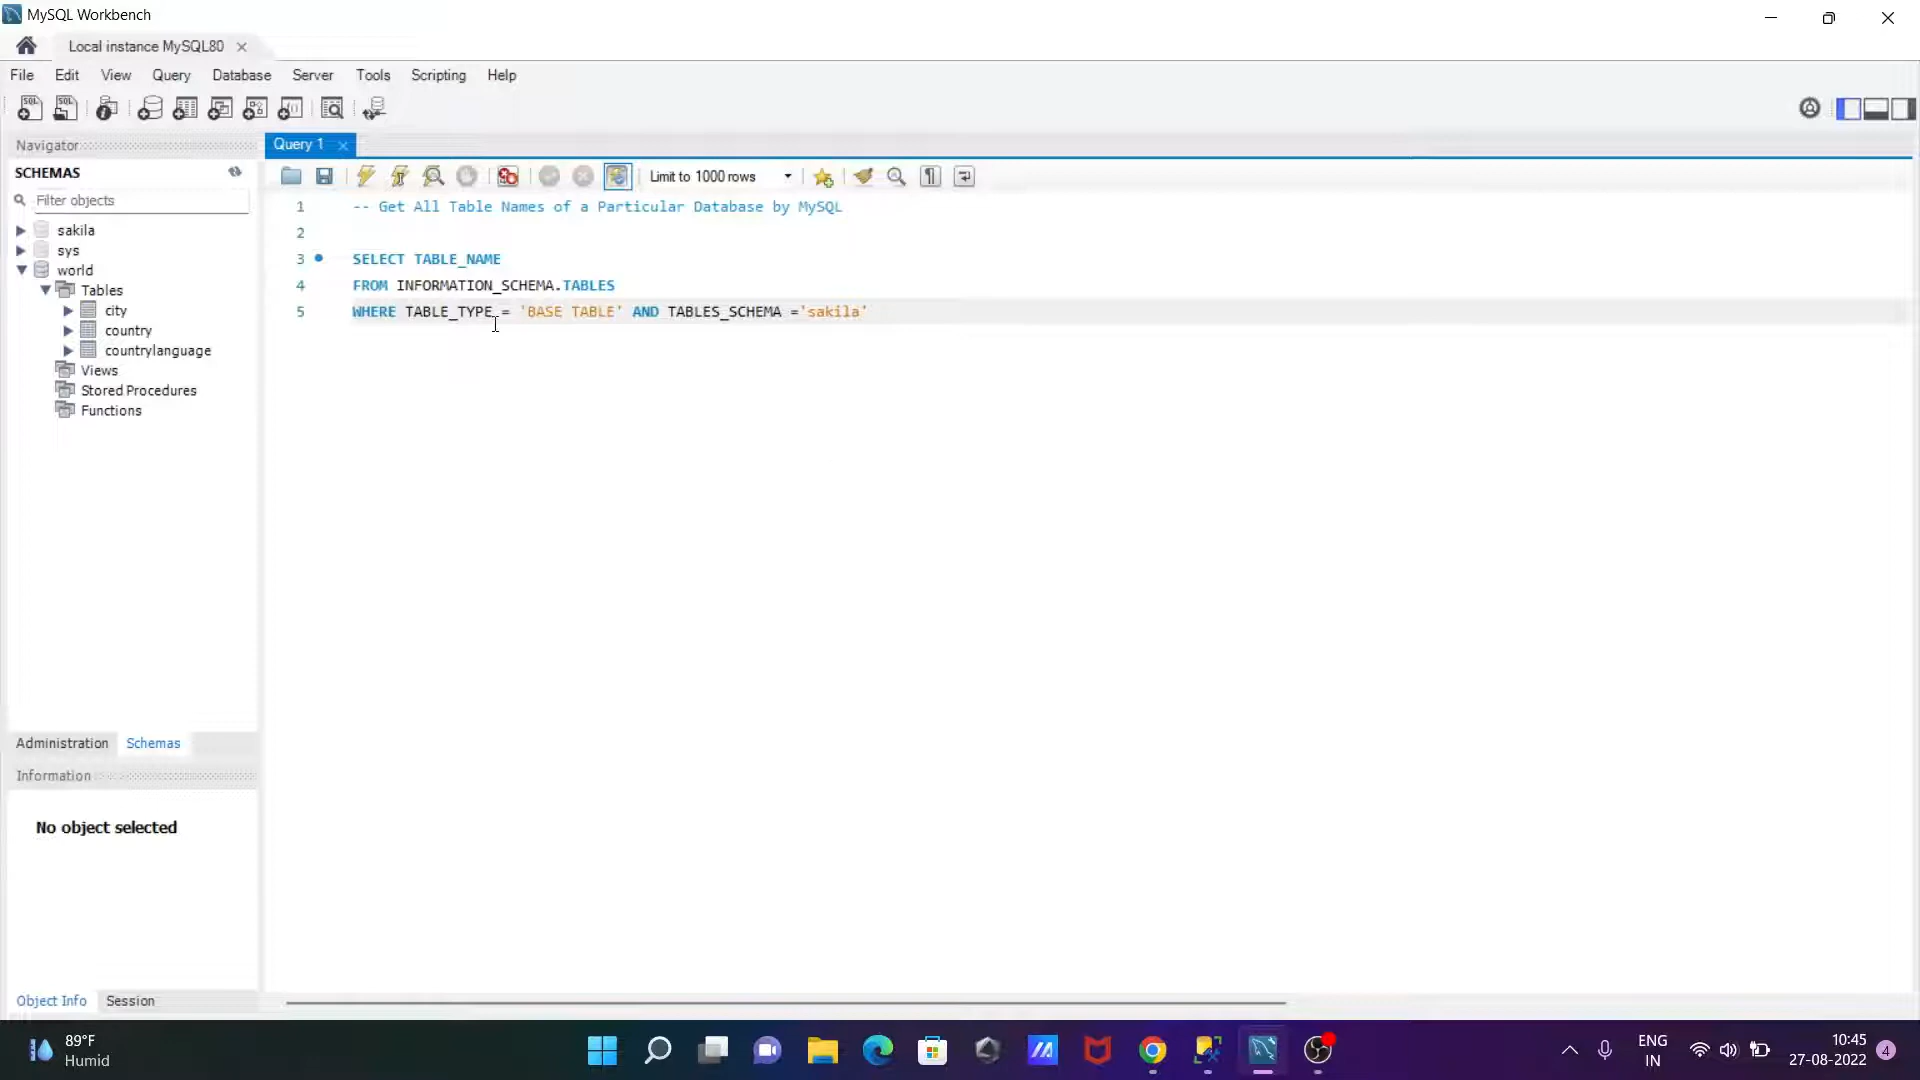 MySQL Workbench
Local instance MySQL80
File Edit View Query Database Server Tools Scripting Help
Navigator
SCHEMAS
Filter objects
sakila
sys
world
Tables
city
country
countrylanguage
Views
Stored Procedures
Functions
Administration Schemas
Information
No object selected
Object Info Session
Query 1
Limit to 1000 rows
1 -- Get All Table Names of a Particular Database by MySQL
2
3 SELECT TABLE_NAME
4 FROM INFORMATION_SCHEMA.TABLES
5 WHERE TABLE_TYPE = 'BASE TABLE' AND TABLES_SCHEMA ='sakila'
89°F
Humid
ENG
IN
10:45
27-08-2022
4